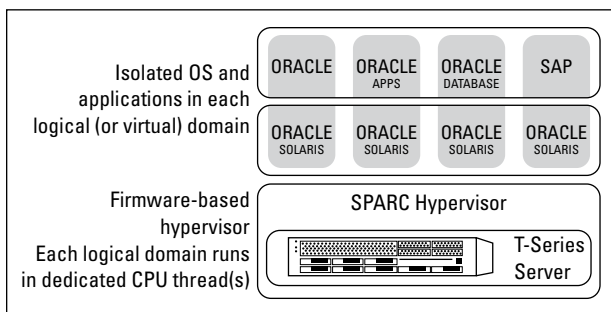 Isolated OS and
applications in each
logical (or virtual) domain
ORACLE
ORACLE
APPS
ORACLE
DATABASE
SAP
ORACLE
SOLARIS
ORACLE
SOLARIS
ORACLE
SOLARIS
ORACLE
SOLARIS
Firmware-based
hypervisor
Each logical domain runs
in dedicated CPU thread(s)
SPARC Hypervisor
T-Series
Server